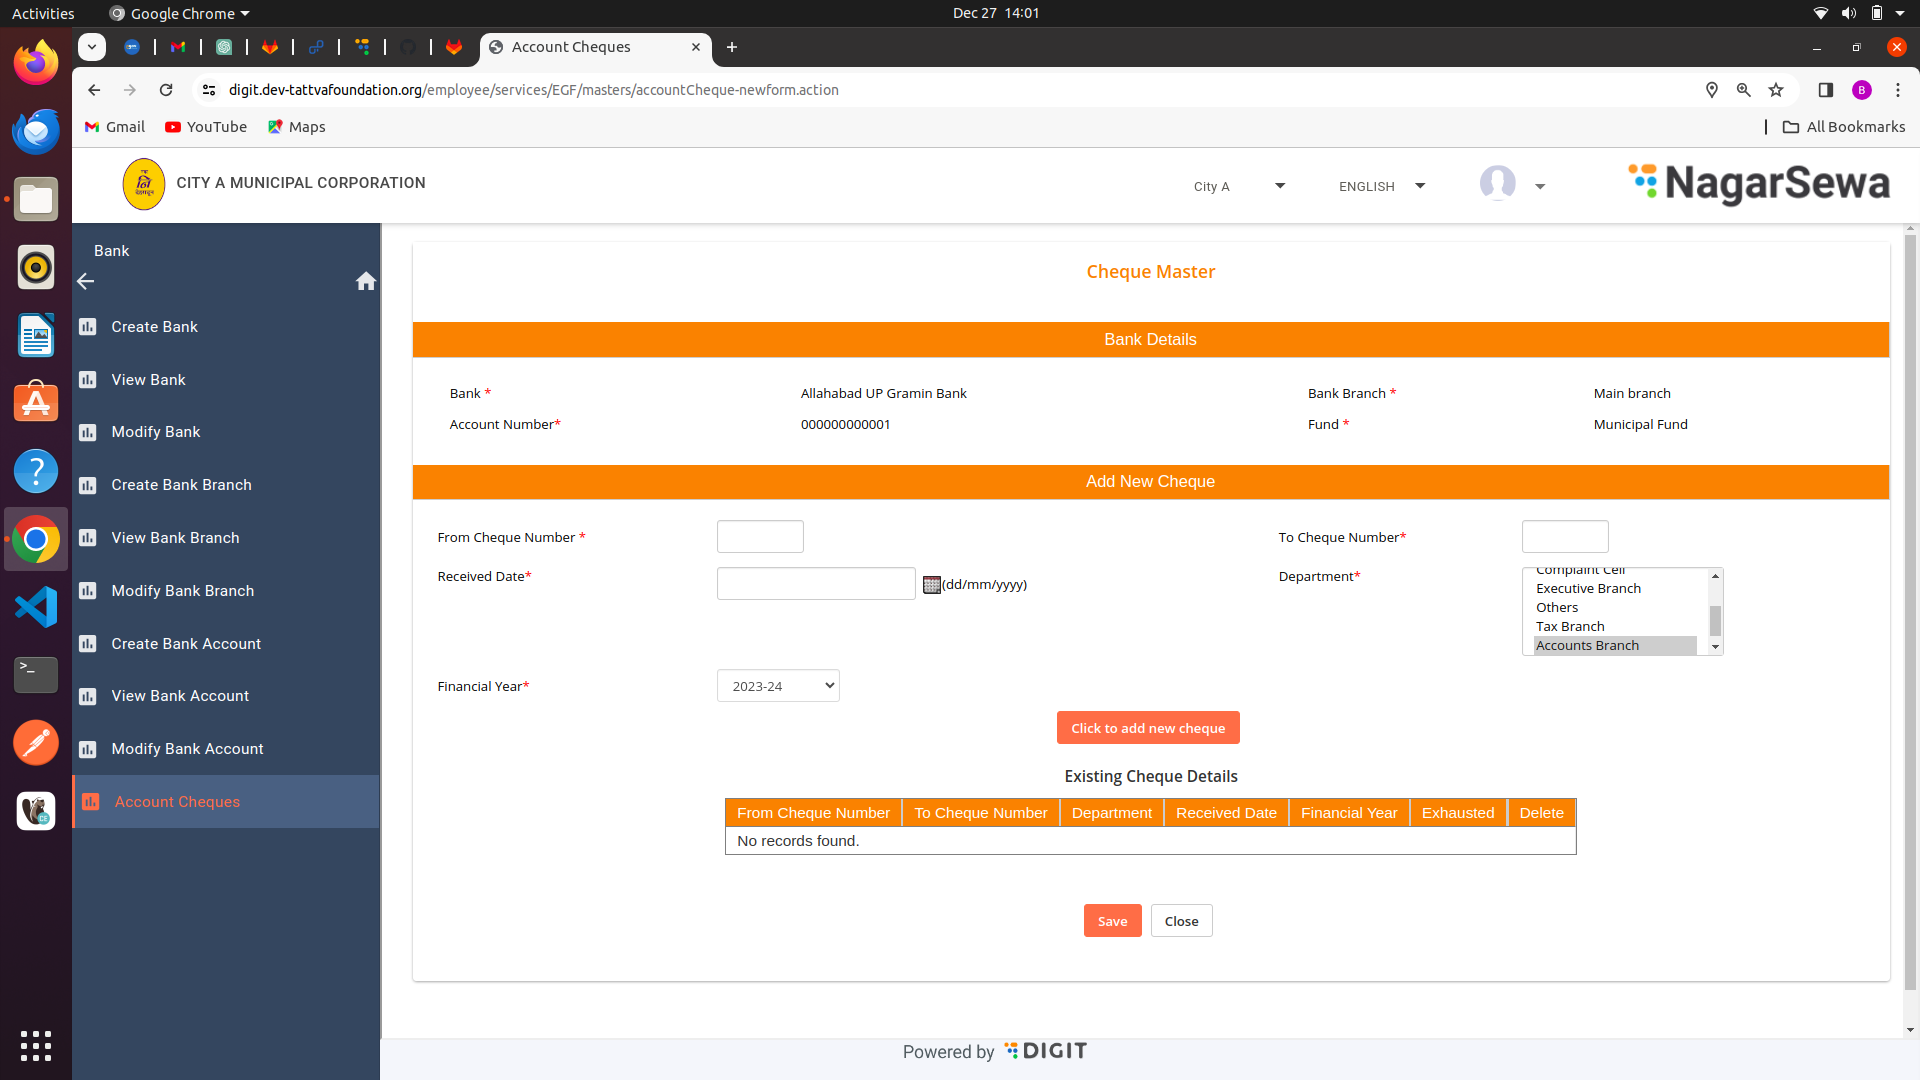 Activities
Google Chrome
Dec 27 14:01
Account Cheques
digit.dev-tattvafoundation.org/employee/services/EGF/masters/accountCheque-newform.action
B
Gmail
YouTube
Maps
All Bookmarks
CITY A MUNICIPAL CORPORATION
City A
ENGLISH
NagarSewa
Bank
Create Bank
View Bank
Modify Bank
Create Bank Branch
View Bank Branch
Modify Bank Branch
Create Bank Account
View Bank Account
Modify Bank Account
Account Cheques
Cheque Master
Bank Details
Bank * Allahabad UP Gramin Bank Bank Branch * Main branch
Account Number* 000000000001 Fund * Municipal Fund
Add New Cheque
From Cheque Number * To Cheque Number*
Received Date* (dd/mm/yyyy) Department*
Complaint Cell
Executive Branch
Others
Tax Branch
Accounts Branch
Financial Year* 2023-24
Click to add new cheque
Existing Cheque Details
From Cheque Number To Cheque Number Department Received Date Financial Year Exhausted Delete
No records found.
Save Close
Powered by DIGIT